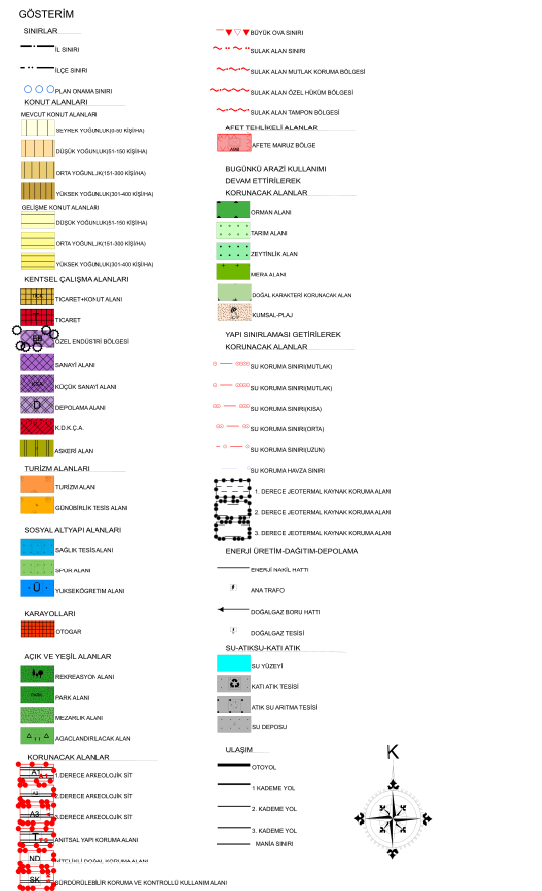 GÖSTERİM
SINIRLAR
İL SINIRI
İLÇE SINIRI
PLAN ONAMA SINIRI
KONUT ALANLARI
MEVCUT KONUT ALANLARI
SEYREK YOĞUNLUK(0-50 KİŞİ/HA)
DÜŞÜK YOĞUNLUK(51-150 KİŞİ/HA)
ORTA YOĞUNLUK(151-300 KİŞİ/HA)
YÜKSEK YOĞUNLUK(301-400 KİŞİ/HA)
GELİŞME KONUT ALANLARI
DÜŞÜK YOĞUNLUK(51-150 KİŞİ/HA)
ORTA YOĞUNLUK(151-300 KİŞİ/HA)
YÜKSEK YOĞUNLUK(301-400 KİŞİ/HA)
KENTSEL ÇALIŞMA ALANLARI
TİCARET+KONUT ALANI
TİCARET
EB
ÖZEL ENDÜSTRİ BÖLGESİ
SANAYİ ALANI
KÜÇÜK SANAYİ ALANI
D
DEPOLAMA ALANI
K.D.K.Ç.A.
ASKERİ ALAN
TURİZM ALANLARI
TURİZM ALANI
GÜNÜBİRLİK TESİS ALANI
SOSYAL ALTYAPI ALANLARI
SAĞLIK TESİS ALANI
SPOR ALANI
Ü
YÜKSEKÖĞRETİM ALANI
KARAYOLLARI
OTOGAR
AÇIK VE YEŞİL ALANLAR
REKREASYON ALANI
PARK ALANI
MEZARLIK ALANI
AĞAÇLANDIRILACAK ALAN
KORUNACAK ALANLAR
A1
1.DERECE ARKEOLOJİK SİT
2.DERECE ARKEOLOJİK SİT
A3
3.DERECE ARKEOLOJİK SİT
T
ANITSAL YAPI KORUMA ALANI
ND
NİTELİKLİ DOĞAL KORUMA ALANI
SK
SÜRDÜRÜLEBİLİR KORUMA VE KONTROLLÜ KULLANIM ALANI
BÜYÜK OVA SINIRI
SULAK ALAN SINIRI
SULAK ALAN MUTLAK KORUMA BÖLGESİ
SULAK ALAN ÖZEL HÜKÜM BÖLGESİ
SULAK ALAN TAMPON BÖLGESİ
AFET TEHLİKELİ ALANLAR
AFETE MARUZ BÖLGE
BUGÜNKÜ ARAZİ KULLANIMI
DEVAM ETTİRİLEREK
KORUNACAK ALANLAR
ORMAN ALANI
TARIM ALANI
ZEYTİNLİK ALAN
MERA ALANI
DOĞAL KARAKTERİ KORUNACAK ALAN
KUMSAL-PLAJ
YAPI SINIRLAMASI GETİRİLEREK
KORUNACAK ALANLAR
SU KORUMA SINIRI(MUTLAK)
SU KORUMA SINIRI(MUTLAK)
SU KORUMA SINIRI(KISA)
SU KORUMA SINIRI(ORTA)
SU KORUMA SINIRI(UZUN)
SU KORUMA HAVZA SINIRI
1. DERECE JEOTERMAL KAYNAK KORUMA ALANI
2. DERECE JEOTERMAL KAYNAK KORUMA ALANI
3. DERECE JEOTERMAL KAYNAK KORUMA ALANI
ENERJİ ÜRETİM -DAĞITIM-DEPOLAMA
ENERJİ NAKİL HATTI
ANA TRAFO
DOĞALGAZ BORU HATTI
DOĞALGAZ TESİSİ
SU-ATIKSU-KATI ATIK
SU YÜZEYİ
KATI ATIK TESİSİ
ATIK SU ARITMA TESİSİ
SU DEPOSU
ULAŞIM
OTOYOL
1.KADEME YOL
2. KADEME YOL
3. KADEME YOL
MANİA SINIRI
K